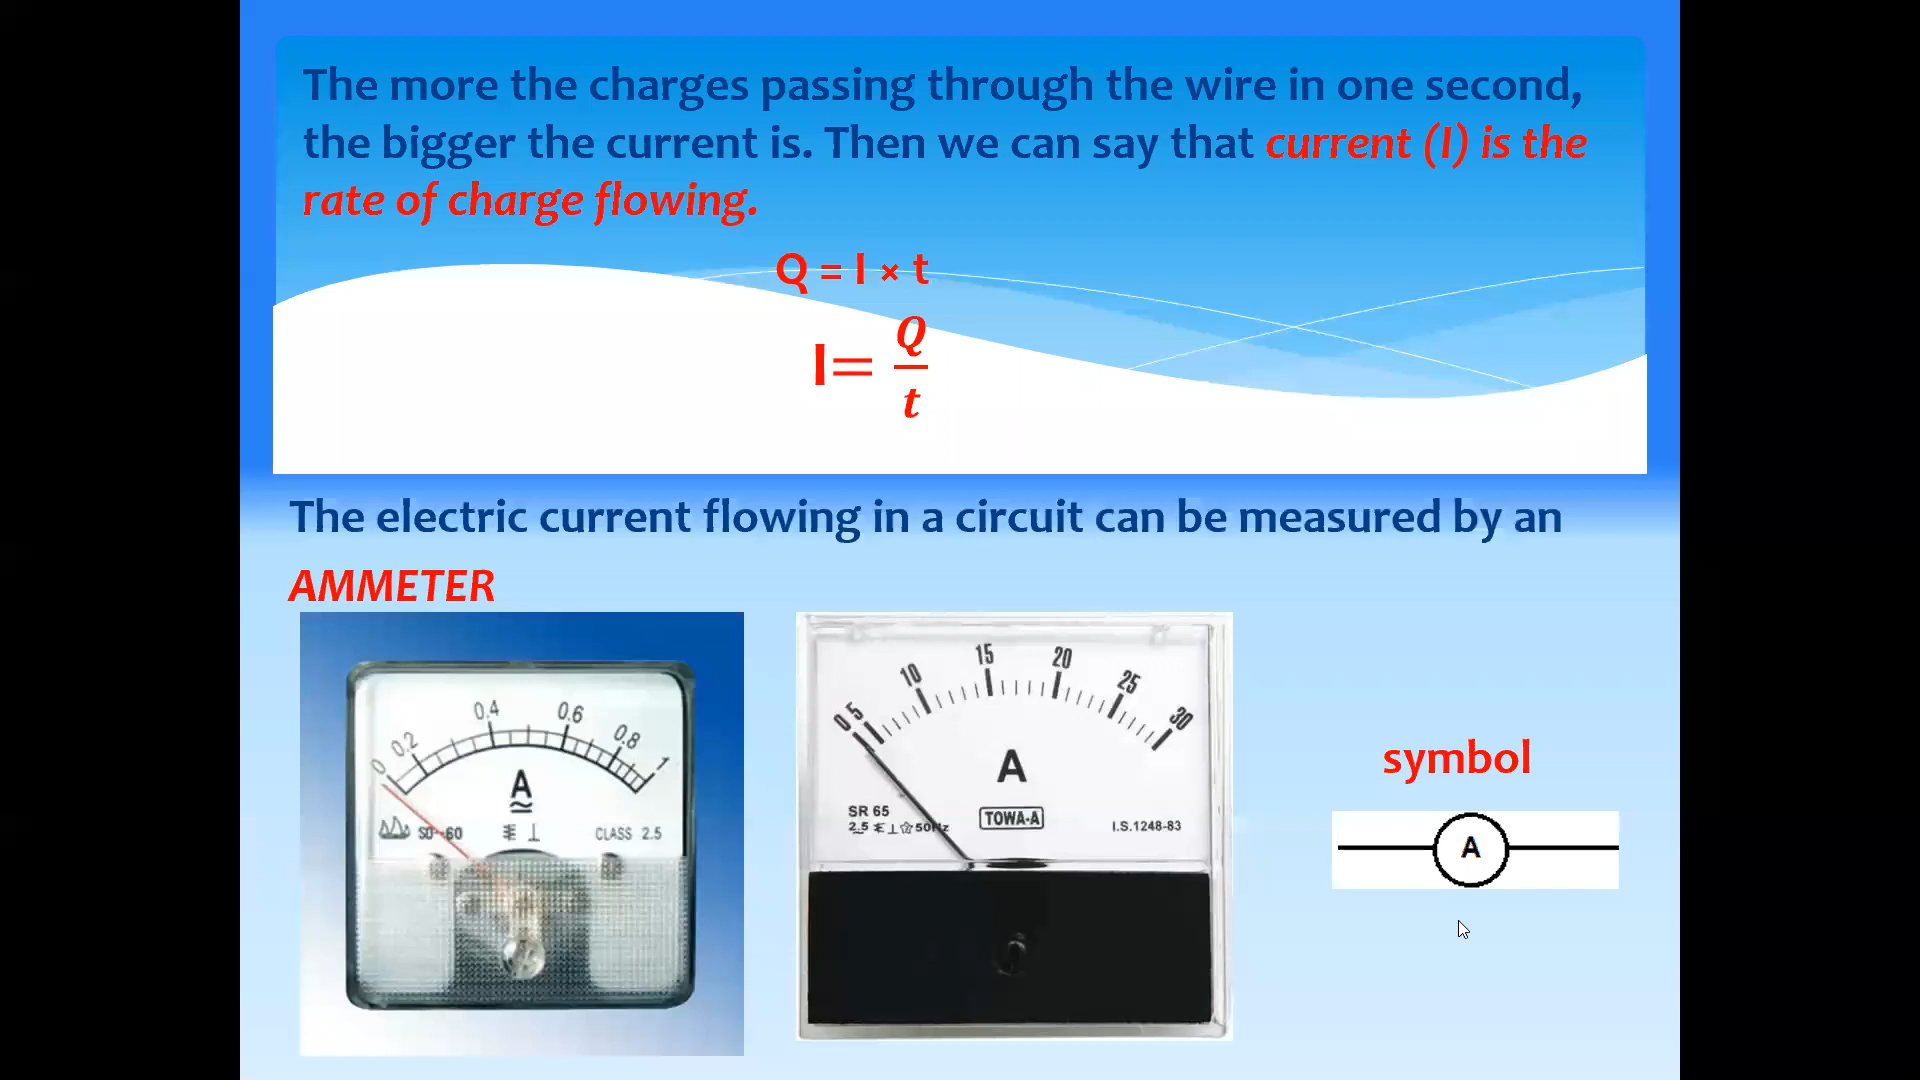 The more the charges passing through the wire in one second,
the bigger the current is. Then we can say that current (I) is the
rate of charge flowing.
Q = I × t
I= Q/t
The electric current flowing in a circuit can be measured by an
AMMETER
0 0.2 0.4 0.6 0.8 1
A
CLASS 2.5
0 5 10 15 20 25 30
A
SR 65
TOWA-A
2.5 50Hz
I.S.1248-83
symbol
A